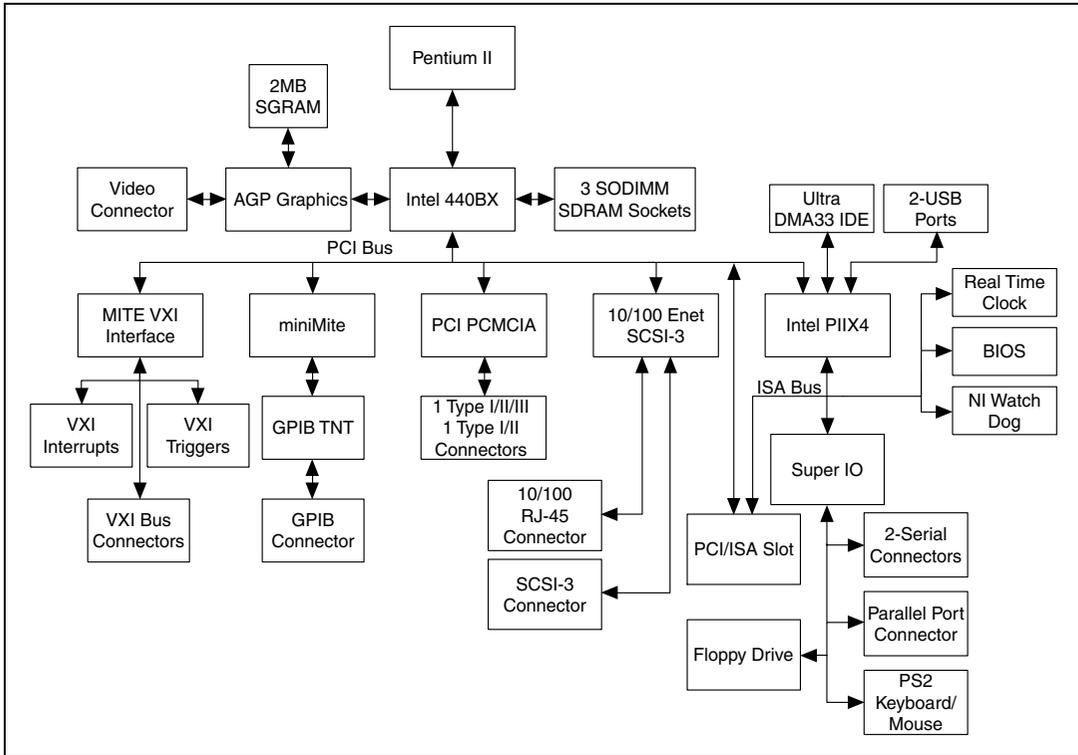 Pentium II
2MB
SGRAM
Video
Connector
AGP Graphics
Intel 440BX
3 SODIMM
SDRAM Sockets
Ultra
DMA33 IDE
2-USB
Ports
PCI Bus
MITE VXI
Interface
miniMite
PCI PCMCIA
10/100 Enet
SCSI-3
Intel PIIX4
Real Time
Clock
BIOS
NI Watch
Dog
ISA Bus
VXI
Interrupts
VXI
Triggers
GPIB TNT
1 Type I/II/III
1 Type I/II
Connectors
Super IO
VXI Bus
Connectors
GPIB
Connector
10/100
RJ-45
Connector
PCI/ISA Slot
2-Serial
Connectors
SCSI-3
Connector
Parallel Port
Connector
Floppy Drive
PS2
Keyboard/
Mouse